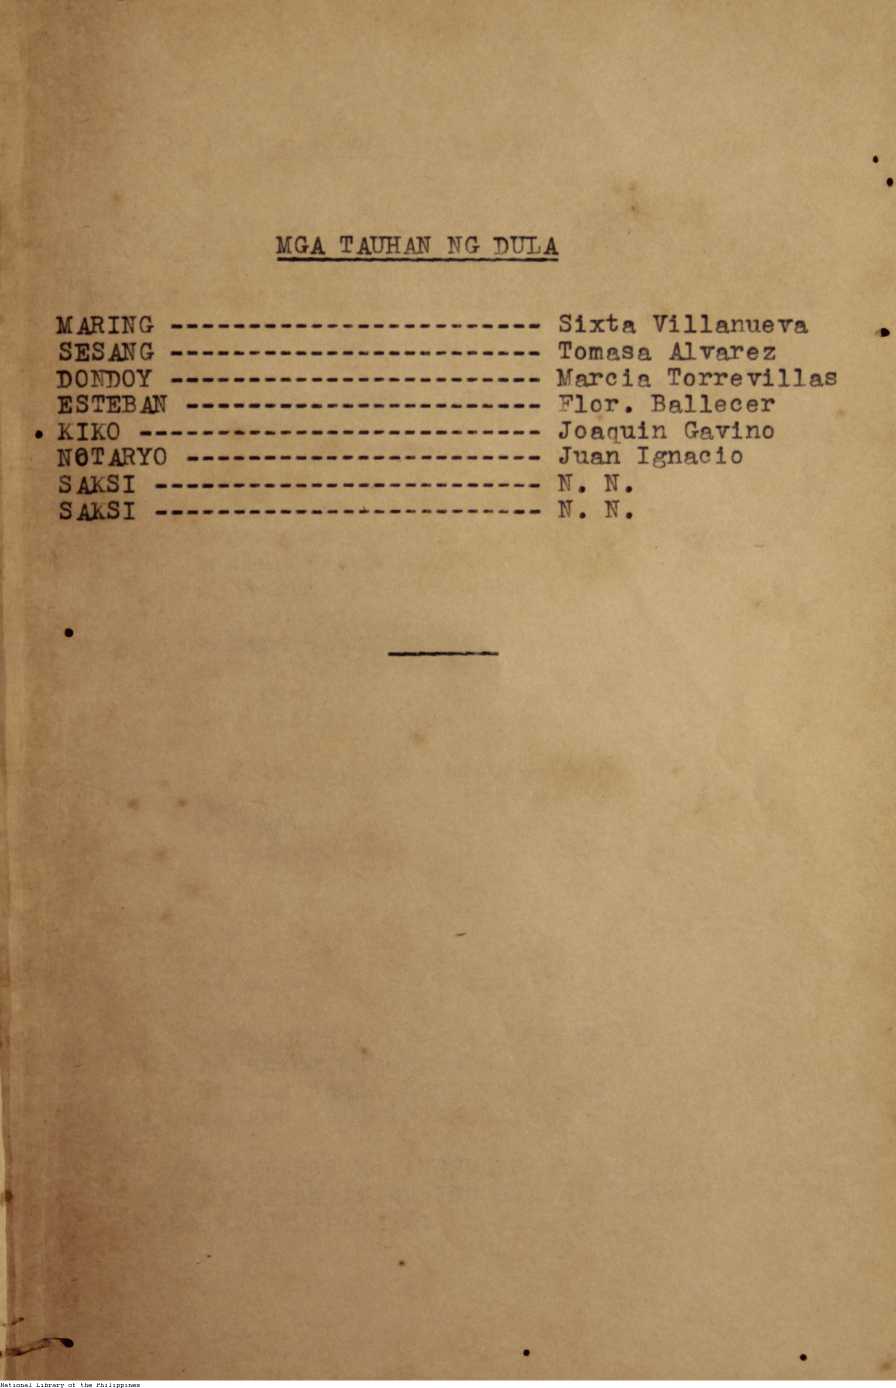 MGA TAUHAN NG DULA
MARING ------------------------ Sixta Villanueva
SESANG ------------------------ Tomasa Alvarez
DONDOY ------------------------ Marcia Torrevillas
ESTEBAN ----------------------- Flor. Ballecer
KIKO -------------------------- Joaquin Gavino
NOTARYO ----------------------- Juan Ignacio
SAKSI ------------------------- N. N.
SAKSI ------------------------- N. N.
National Library of the Philippines